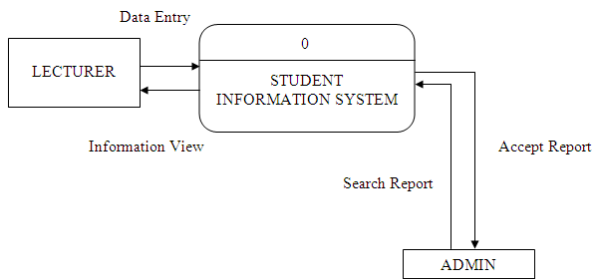 Data Entry
0
LECTURER
STUDENT
INFORMATION SYSTEM
Information View
Accept Report
Search Report
ADMIN